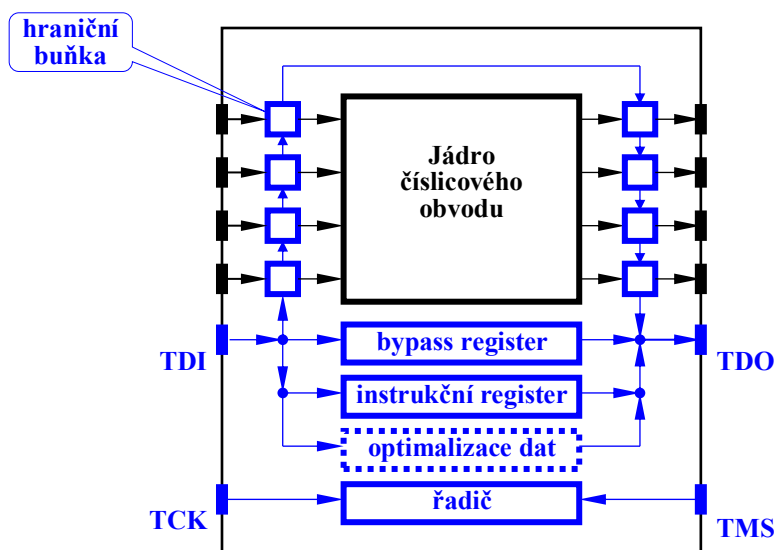 hraniční
buňka
Jádro
číslicového
obvodu
TDI
bypass register
TDO
instrukční register
optimalizace dat
TCK
řadič
TMS